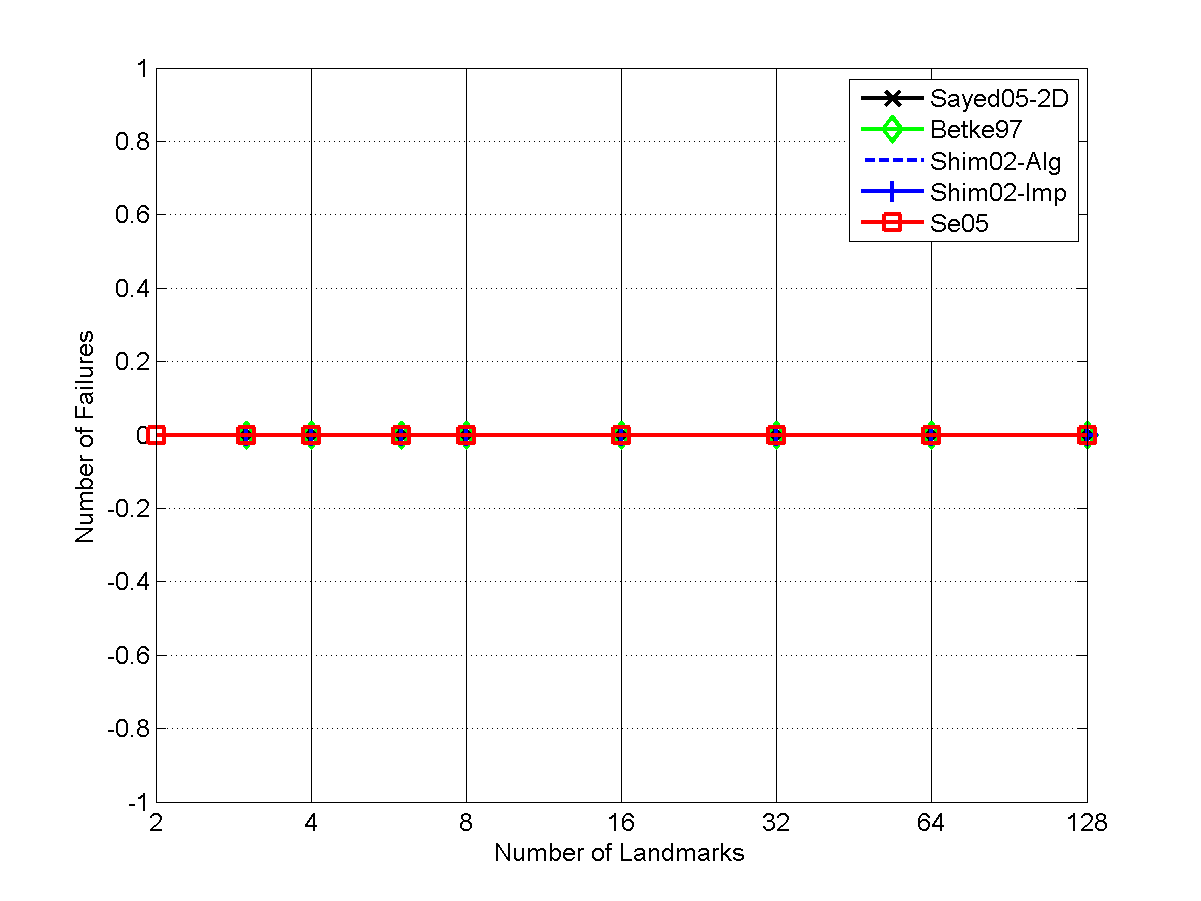 1
0.8
0.6
0.4
0.2
0
-0.2
-0.4
-0.6
-0.8
-1
Number of Failures
Sayed05-2D
Betke97
Shim02-Alg
Shim02-Imp
Se05
2 4 8 16 32 64 128
Number of Landmarks